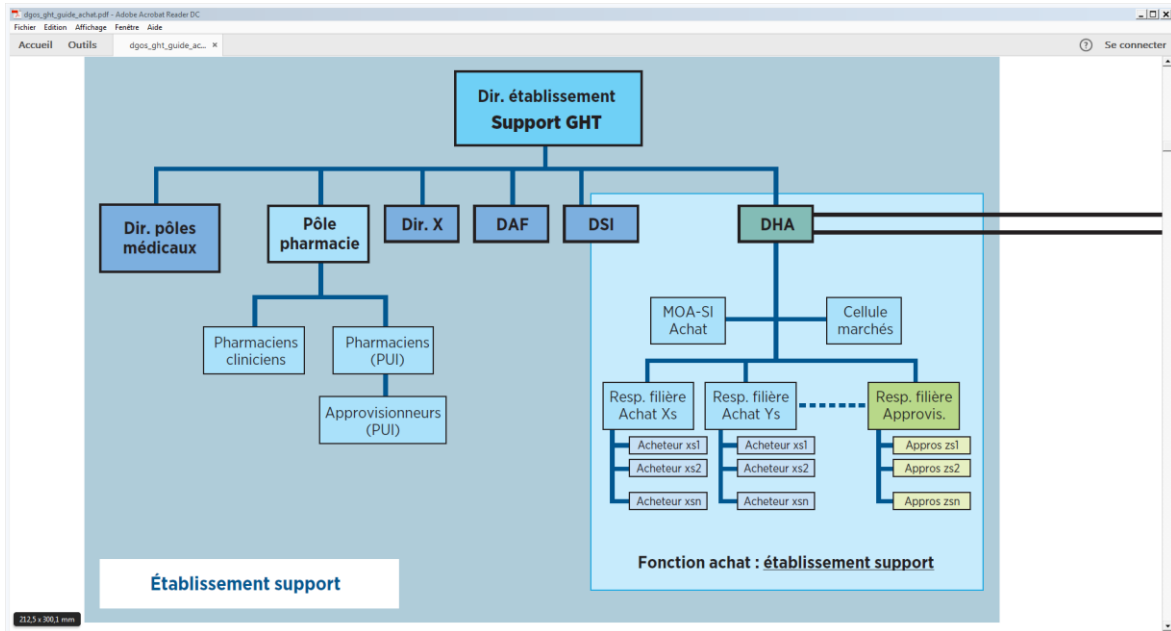 dgos_ght_guide_achat.pdf - Adobe Acrobat Reader DC
Fichier Edition Affichage Fenêtre Aide
Accueil Outils dgos_ght_guide_ac... × ? Se connecter
Dir. établissement
Support GHT
Dir. pôles
médicaux
Pôle
pharmacie
Dir. X
DAF
DSI
DHA
MOA-SI
Achat
Cellule
marchés
Pharmaciens
cliniciens
Pharmaciens
(PUI)
Approvisionneurs
(PUI)
Resp. filière
Achat Xs
Resp. filière
Achat Ys
Resp. filière
Approvis.
Acheteur xs1
Acheteur xs2
Acheteur xsn
Acheteur xs1
Acheteur xs2
Acheteur xsn
Appros zs1
Appros zs2
Appros zsn
Fonction achat : établissement support
Établissement support
212,5 x 300,1 mm